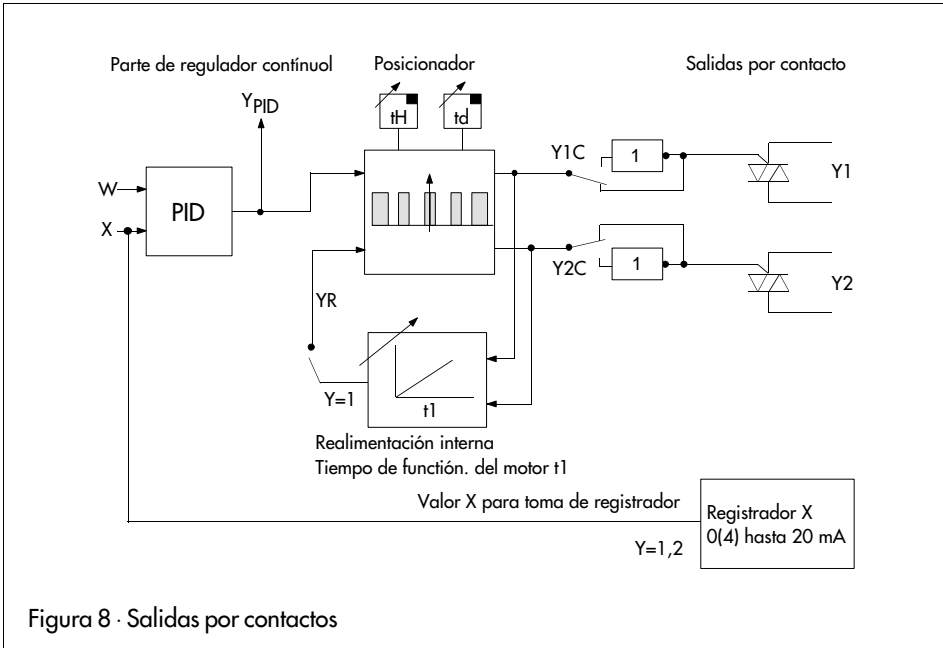 Parte de regulador contínuol
Posicionador
Salidas por contacto
YPID
tH
td
Y1C
1
Y1
W
X
PID
Y2C
1
Y2
YR
Y=1
t1
Realimentación interna
Tiempo de función. del motor t1
Valor X para toma de registrador
Registrador X
0(4) hasta 20 mA
Y=1,2
Figura 8 · Salidas por contactos